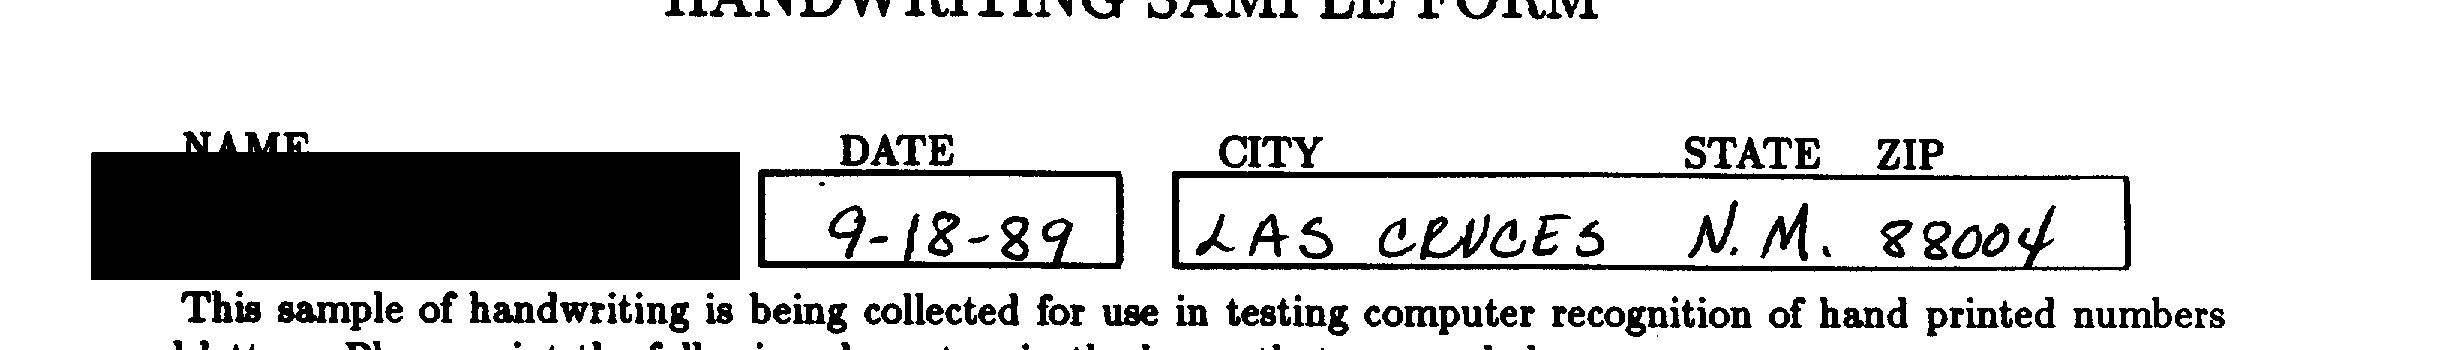 HANDWRITING SAMPLE FORM
NAME DATE CITY STATE ZIP
9-18-89 LAS CRUCES N.M. 88004
This sample of handwriting is being collected for use in testing computer recognition of hand printed numbers